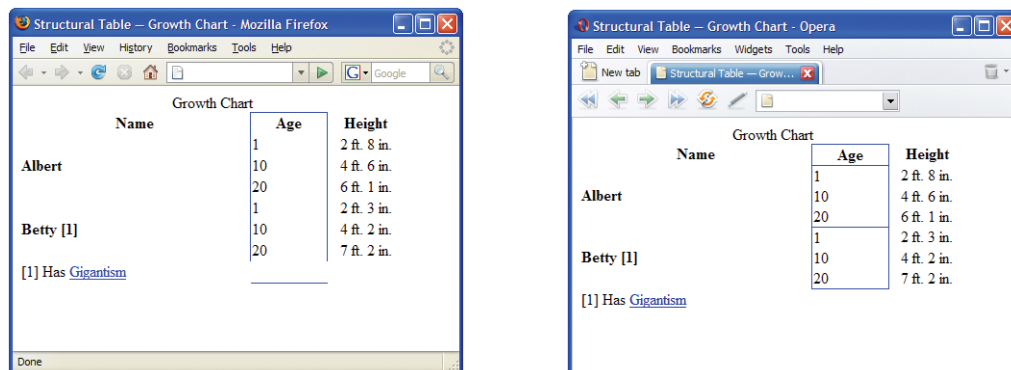 Structural Table — Growth Chart - Mozilla Firefox
File Edit View History Bookmarks Tools Help
G Google
Growth Chart
Name Age Height
1 2 ft. 8 in.
Albert 10 4 ft. 6 in.
20 6 ft. 1 in.
1 2 ft. 3 in.
Betty [1] 10 4 ft. 2 in.
20 7 ft. 2 in.
[1] Has Gigantism
Done
Structural Table — Growth Chart - Opera
File Edit View Bookmarks Widgets Tools Help
New tab Structural Table — Grow...
Growth Chart
Name Age Height
1 2 ft. 8 in.
Albert 10 4 ft. 6 in.
20 6 ft. 1 in.
1 2 ft. 3 in.
Betty [1] 10 4 ft. 2 in.
20 7 ft. 2 in.
[1] Has Gigantism